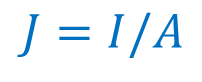 J = I/A